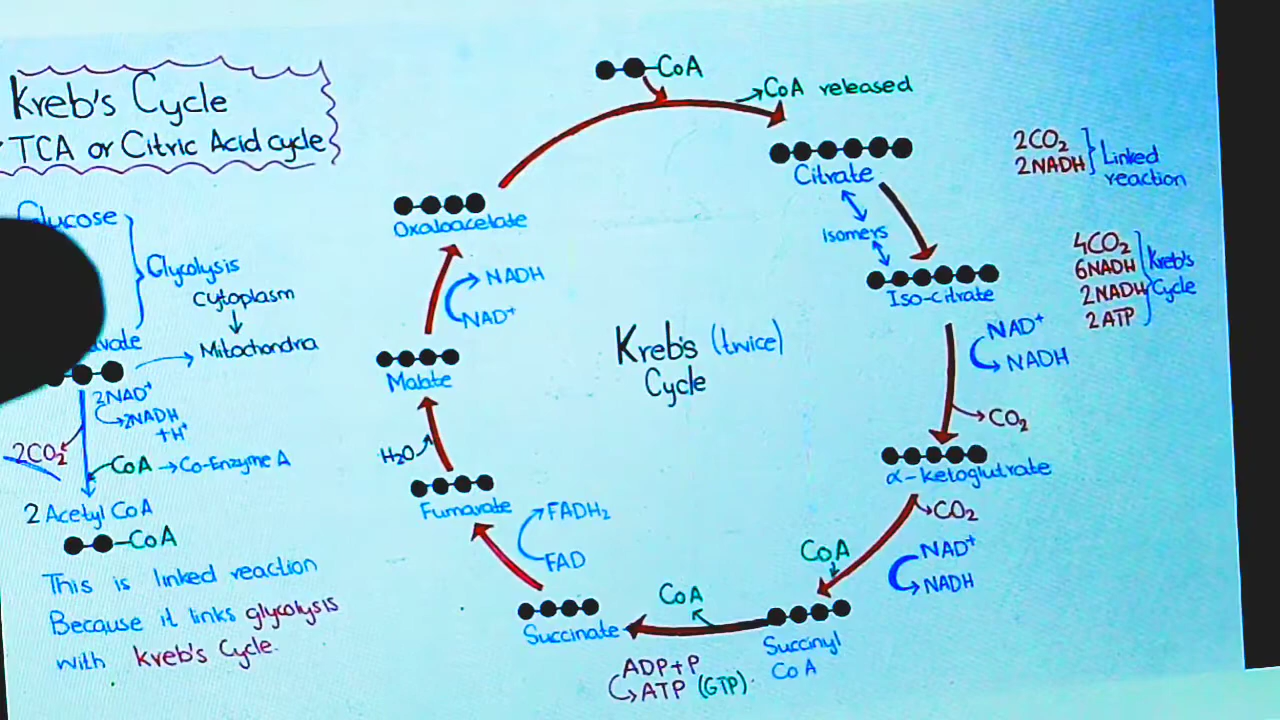 Kreb's Cycle
TCA or Citric Acid cycle
Glucose
Glycolysis
Cytoplasm
Mitochondria
2NAD+
2NADH
+H+
2CO2
CoA → Co-Enzyme A
2 Acetyl CoA
CoA
This is linked reaction
Because it links glycolysis
with kreb's Cycle.
CoA
CoA released
Citrate
Isomers
Iso-citrate
NAD+
NADH
CO2
α-ketoglutrate
CO2
CoA
NAD+
NADH
Succinyl
CoA
CoA
ADP+P
ATP (GTP).
Succinate
FADH2
FAD
Fumarate
H2O
Malate
NADH
NAD+
Oxaloacetate
Kreb's (twice)
Cycle
2CO2
2NADH
Linked
reaction
4CO2
6NADH
2NADH
2ATP
Kreb's
Cycle